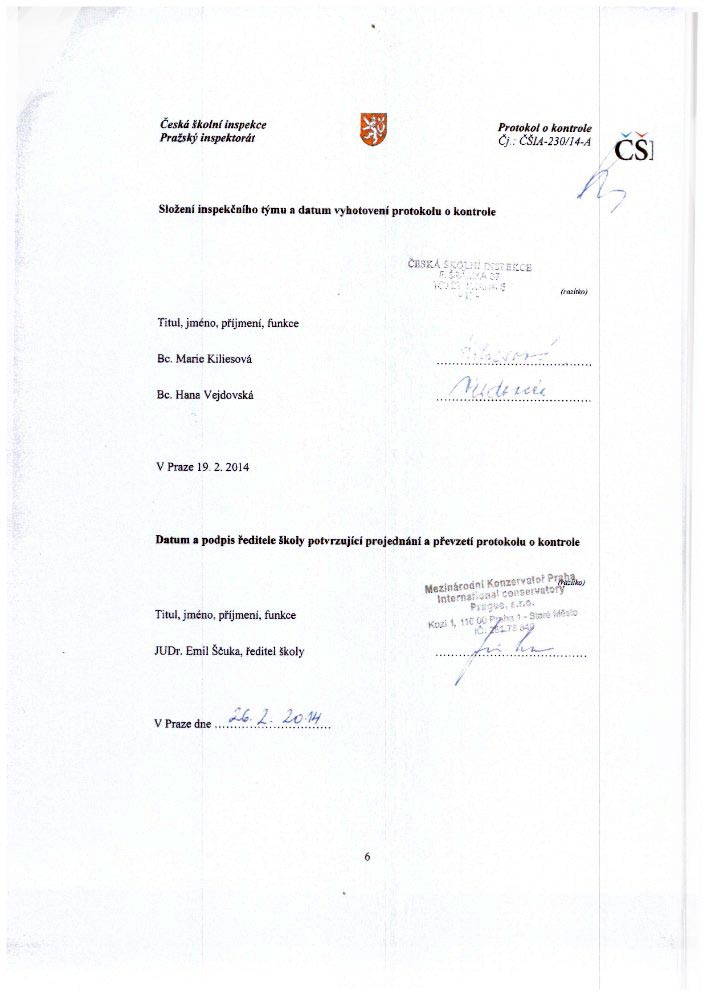 Česká školní inspekce
Pražský inspektorát
Protokol o kontrole
Čj.: ČŠIA-230/14-A
ČŠI
Složení inspekčního týmu a datum vyhotovení protokolu o kontrole
ČESKÁ ŠKOLNÍ INSPEKCE
(razítko)
Titul, jméno, příjmení, funkce
Bc. Marie Kiliesová
Bc. Hana Vejdovská
V Praze 19. 2. 2014
Datum a podpis ředitele školy potvrzující projednání a převzetí protokolu o kontrole
(razítko)
Mezinárodní Konzervatoř Praha
International conservatory
Prague, s.r.o.
Kozí 1, 110 00 Praha 1 - Staré Město
IČ:
Titul, jméno, příjmení, funkce
JUDr. Emil Ščuka, ředitel školy
V Praze dne 26. 2. 2014
6